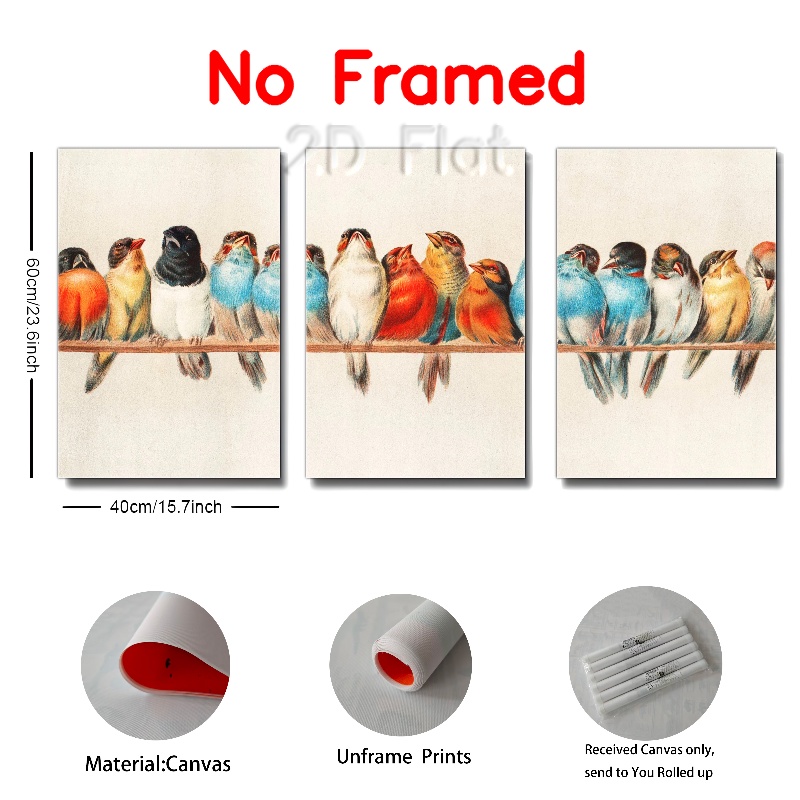 No Framed
2D Flat
60cm/23.6inch
40cm/15.7inch
Material:Canvas
Unframe Prints
Received Canvas only,
send to You Rolled up